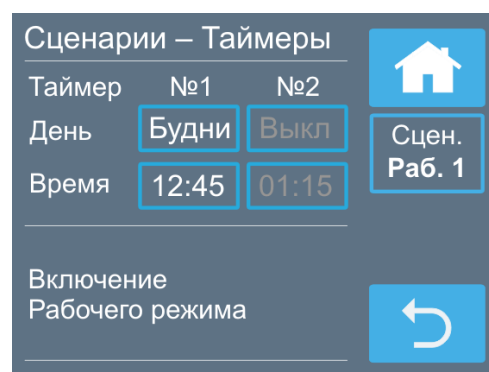 Сценарии – Таймеры
Таймер №1 №2
День Будни Выкл
Время 12:45 01:15
Сцен.
Раб. 1
Включение
Рабочего режима